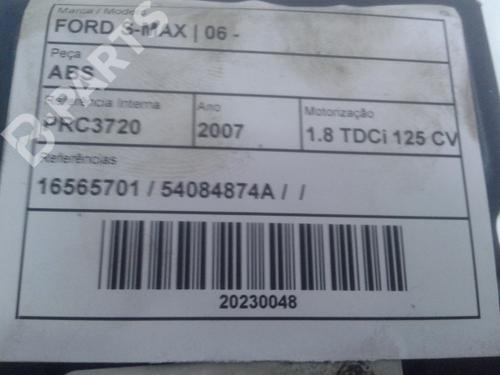 Marca / Modelo
FORD S-MAX | 06 -
Peça
ABS
Referência Interna
PRC3720
Ano
2007
Motorização
1.8 TDCi 125 CV
Referências
16565701 / 54084874A / /
20230048
B-PARTS